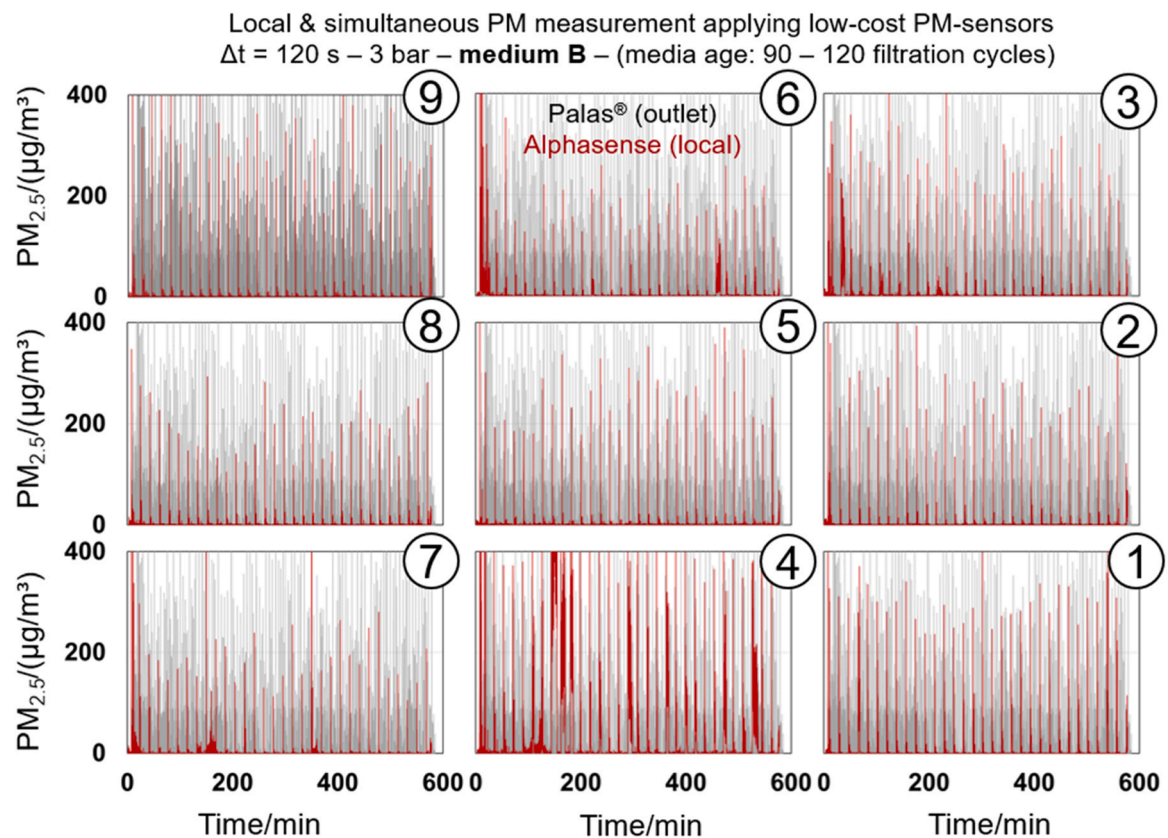 Local & simultaneous PM measurement applying low-cost PM-sensors
Δt = 120 s – 3 bar – medium B – (media age: 90 – 120 filtration cycles)
PM₂.₅/(µg/m³)
400
200
0
9
6
Palas® (outlet)
Alphasense (local)
3
PM₂.₅/(µg/m³)
400
200
0
8
5
2
PM₂.₅/(µg/m³)
400
200
0
7
4
1
0 200 400 600 0 200 400 600 0 200 400 600
Time/min Time/min Time/min